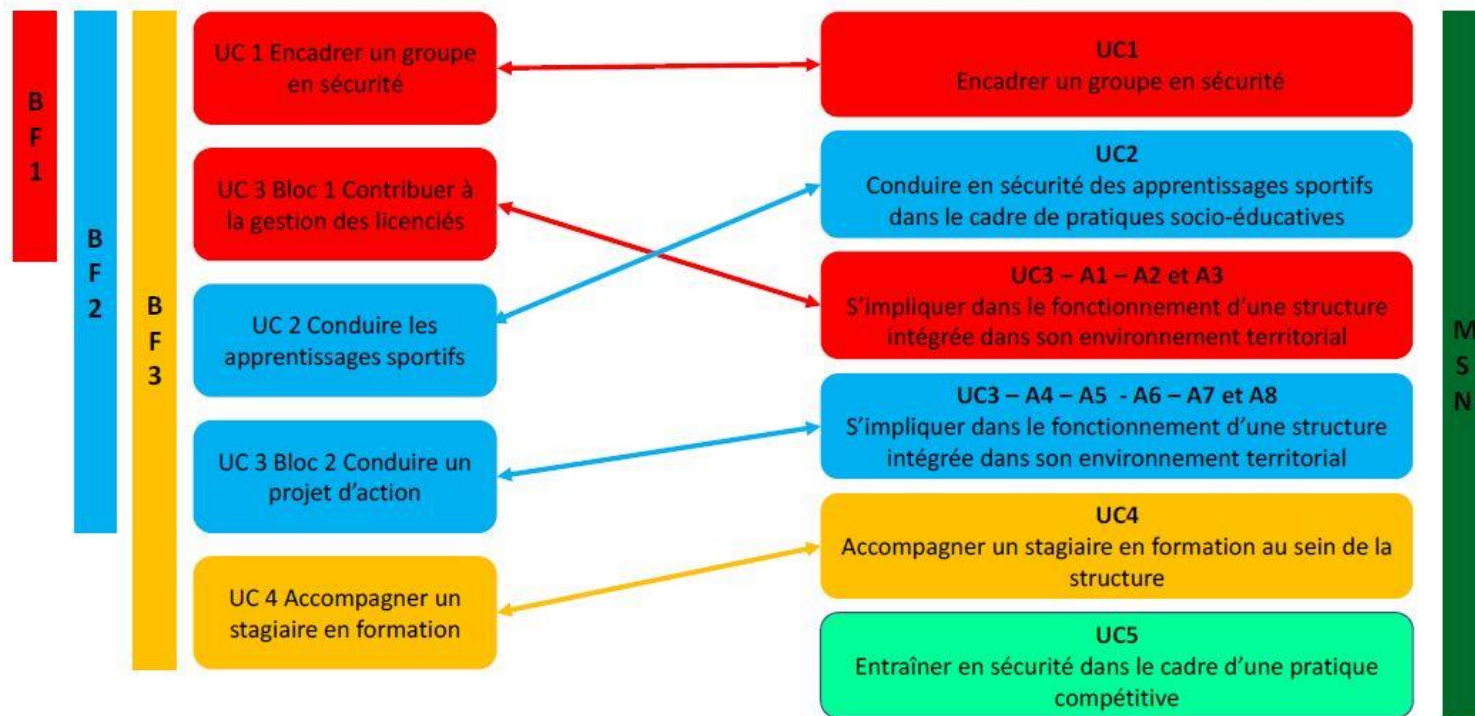 BF1
BF2
BF3
UC 1 Encadrer un groupe
en sécurité
UC 3 Bloc 1 Contribuer à
la gestion des licenciés
UC 2 Conduire les
apprentissages sportifs
UC 3 Bloc 2 Conduire un
projet d’action
UC 4 Accompagner un
stagiaire en formation
UC1
Encadrer un groupe en sécurité
UC2
Conduire en sécurité des apprentissages sportifs
dans le cadre de pratiques socio-éducatives
UC3 – A1 – A2 et A3
S’impliquer dans le fonctionnement d’une structure
intégrée dans son environnement territorial
UC3 – A4 – A5 - A6 – A7 et A8
S’impliquer dans le fonctionnement d’une structure
intégrée dans son environnement territorial
UC4
Accompagner un stagiaire en formation au sein de la
structure
UC5
Entraîner en sécurité dans le cadre d’une pratique
compétitive
MSN